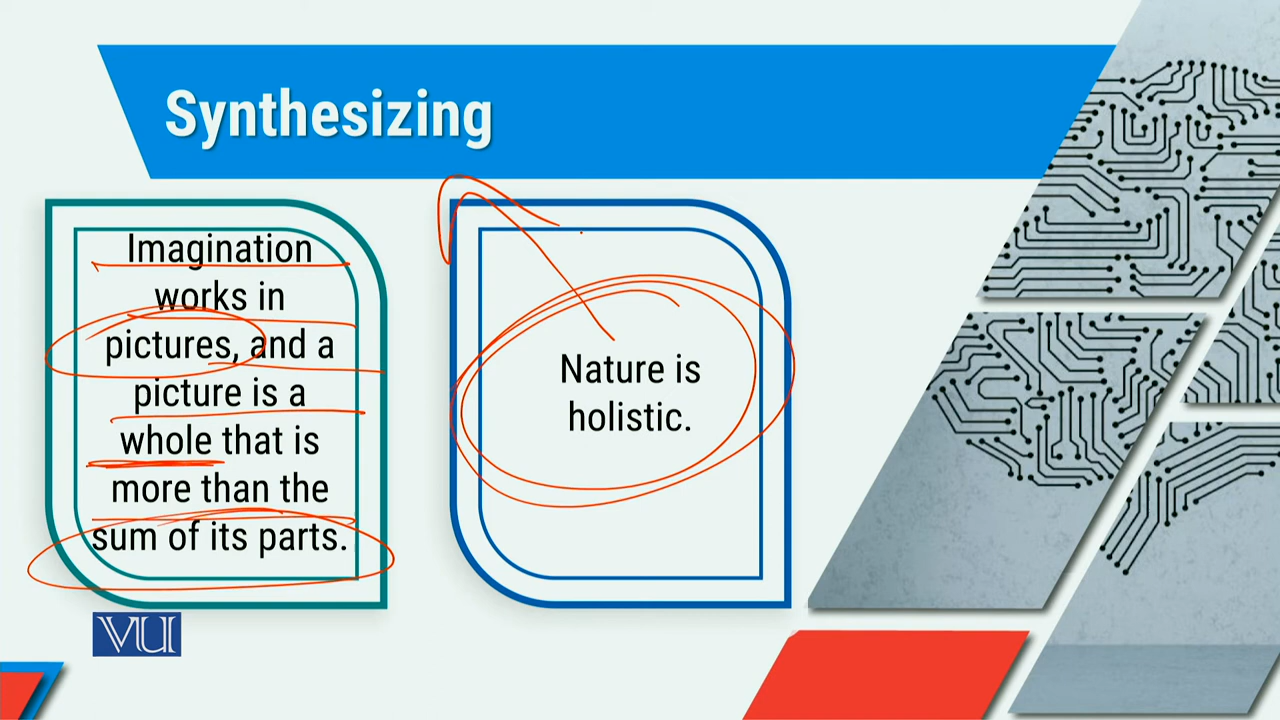 Synthesizing
Imagination
works in
pictures, and a
picture is a
whole that is
more than the
sum of its parts.
Nature is
holistic.
VU